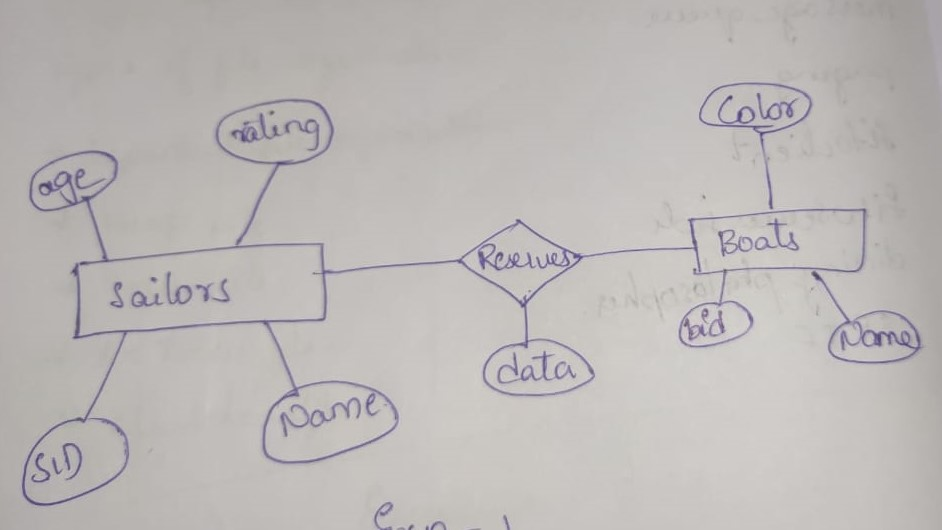 age
rating
Color
Sailors
Reserves
Boats
SID
Name
data
bid
Name